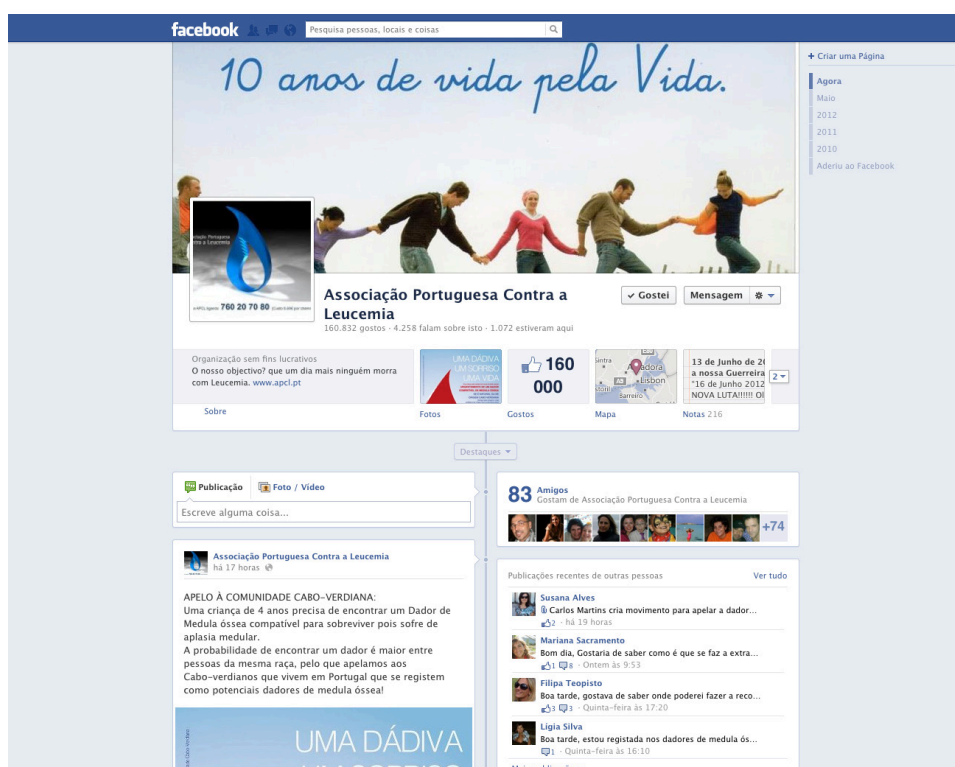 facebook
Pesquisa pessoas, locais e coisas
10 anos de vida pela Vida.
+ Criar uma Página
Agora
Maio
2012
2011
2010
Aderiu ao Facebook
760 20 70 80
Associação Portuguesa Contra a
Leucemia
160.832 gostos · 4.258 falam sobre isto · 1.072 estiveram aqui
✓ Gostei
Mensagem
Organização sem fins lucrativos
O nosso objectivo? que um dia mais ninguém morra
com Leucemia. www.apcl.pt
Sobre
UMA DÁDIVA
UM SORRISO
UMA VIDA
Fotos
160
000
Gostos
Sintra
Amadora
Lisbon
Barreiro
Mapa
13 de Junho de 20
a nossa Guerreira
"16 de Junho 2012
NOVA LUTA!!!!!! Ol
Notas 216
2
Destaques
Publicação
Foto / Vídeo
Escreve alguma coisa...
Associação Portuguesa Contra a Leucemia
há 17 horas
APELO À COMUNIDADE CABO-VERDIANA:
Uma criança de 4 anos precisa de encontrar um Dador de
Medula óssea compatível para sobreviver pois sofre de
aplasia medular.
A probabilidade de encontrar um dador é maior entre
pessoas da mesma raça, pelo que apelamos aos
Cabo-verdianos que vivem em Portugal que se registem
como potenciais dadores de medula óssea!
UMA DÁDIVA
UM SORRISO
83 Amigos
Gostam de Associação Portuguesa Contra a Leucemia
+74
Publicações recentes de outras pessoas
Ver tudo
Susana Alves
Carlos Martins cria movimento para apelar a dador...
2 · há 19 horas
Mariana Sacramento
Bom dia, Gostaria de saber como é que se faz a extra...
1 8 · Ontem às 9:53
Filipa Teopisto
Boa tarde, gostava de saber onde poderei fazer a reco...
3 3 · Quinta-feira às 17:20
Lígia Silva
Boa tarde, estou registada nos dadores de medula ós...
1 · Quinta-feira às 16:10